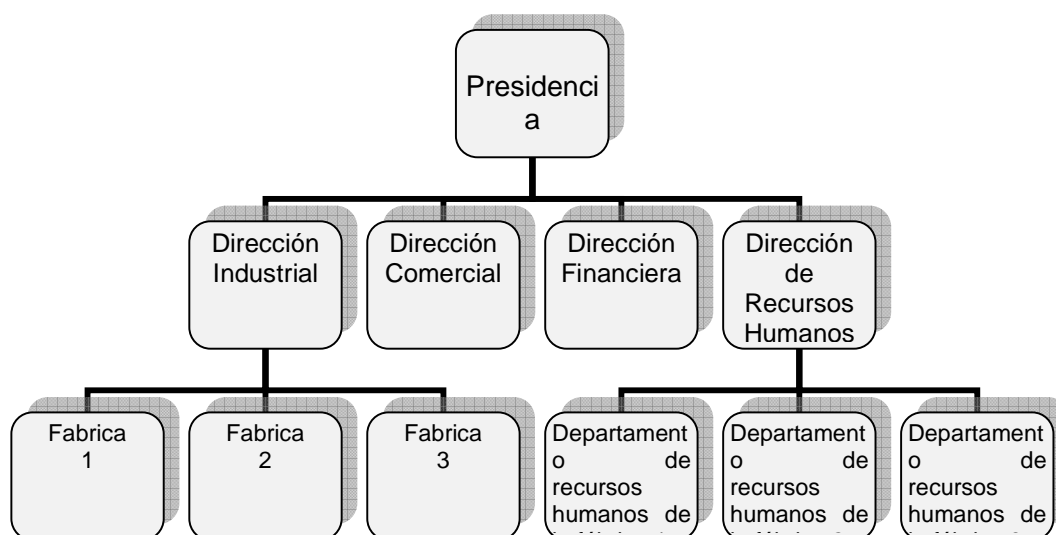 Presidenci
a
Dirección
Industrial
Dirección
Comercial
Dirección
Financiera
Dirección
de
Recursos
Humanos
Fabrica
1
Fabrica
2
Fabrica
3
Departament
o de
recursos
humanos de
Departament
o de
recursos
humanos de
Departament
o de
recursos
humanos de